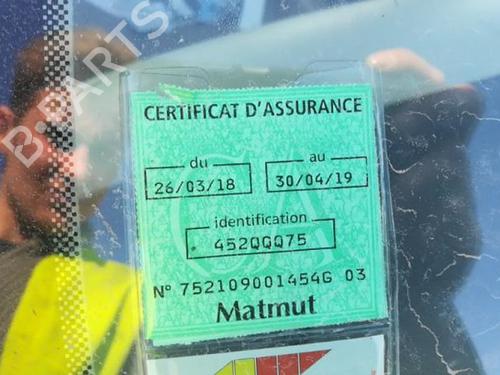 CERTIFICAT D'ASSURANCE
du au
26/03/18 30/04/19
identification
452QQQ75
N° 752109001454G 03
Matmut
B-PARTS